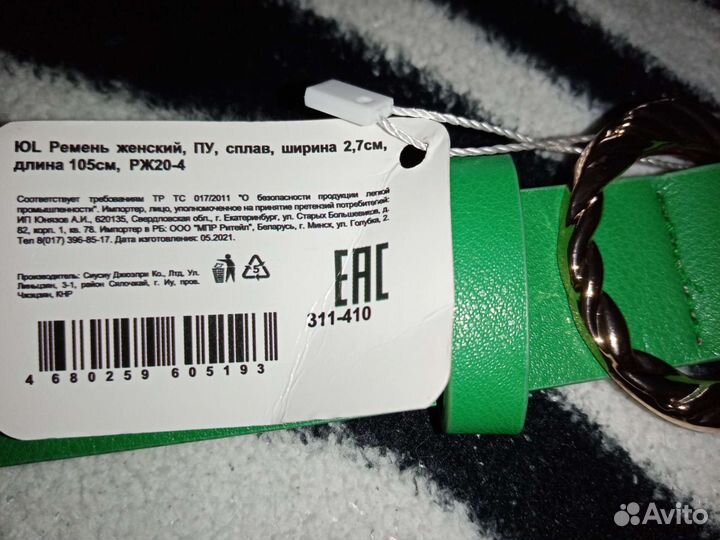 ЮL Ремень женский, ПУ, сплав, ширина 2,7см,
длина 105см, РЖ20-4
Соответствует требованиям ТР ТС 017/2011 "О безопасности продукции легкой
промышленности". Импортер, лицо, уполномоченное на принятие претензий потребителей:
ИП Юнязов А.И., 620135, Свердловская обл., г. Екатеринбург, ул. Старых Большевиков, д.
82, корп. 1, кв. 78. Импортер в РБ: ООО "МПР Ритейл", Беларусь, г. Минск, ул. Голубка, 2.
Тел 8(017) 396-85-17. Дата изготовления: 05.2021.
Производитель: Сиусиу Джюэлри Ко., Лтд, Ул.
Линьцзян, 3-1, район Сяпочжай, г. Иу, пров.
Чжэцзян, КНР
5
EAC
311-410
4 680259 605193
Avito